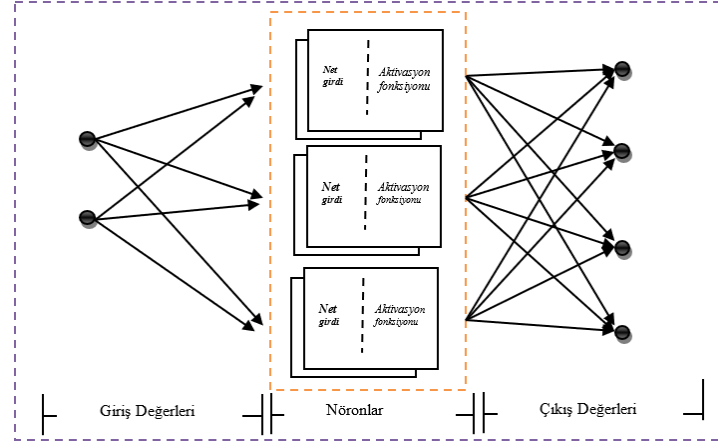 Net
girdi
Aktivasyon
fonksiyonu
Net
girdi
Aktivasyon
fonksiyonu
Net
girdi
Aktivasyon
fonksiyonu
Giriş Değerleri
Nöronlar
Çıkış Değerleri